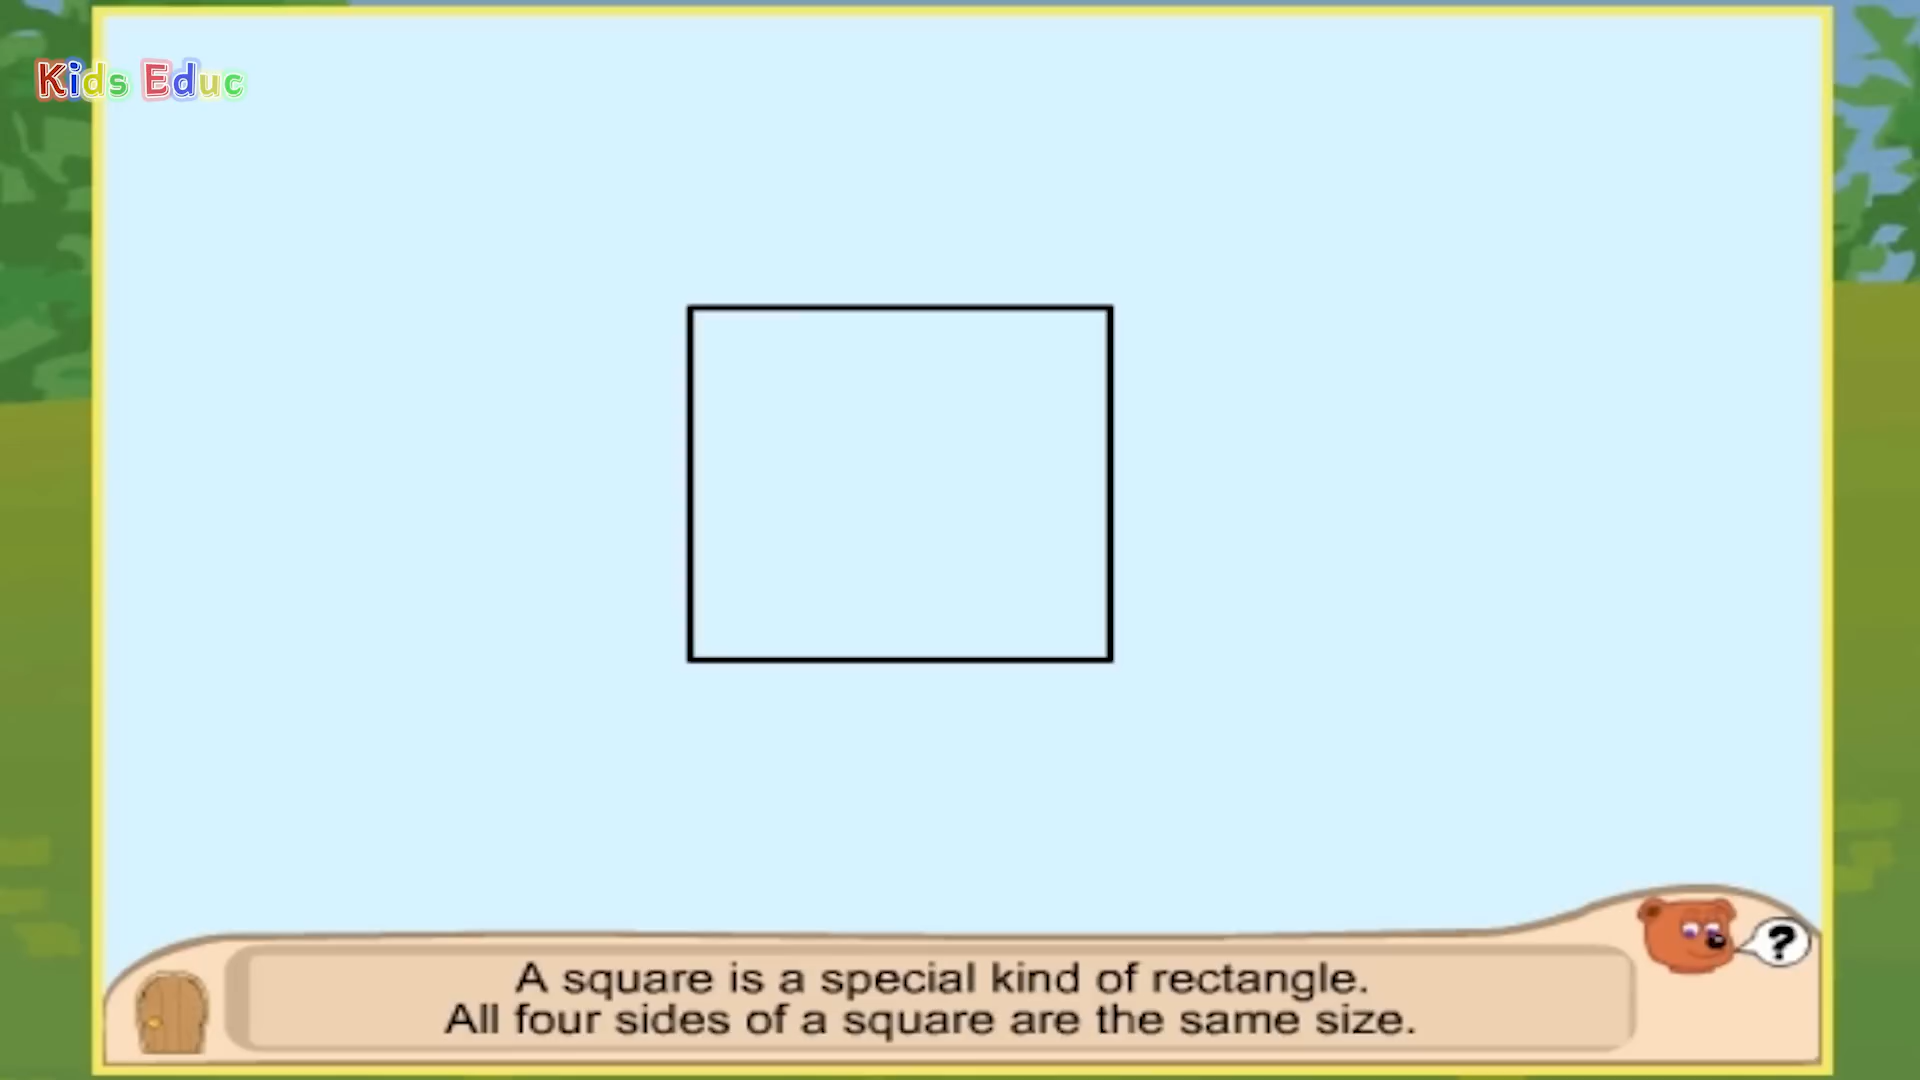 Kids Educ
?
A square is a special kind of rectangle.
All four sides of a square are the same size.